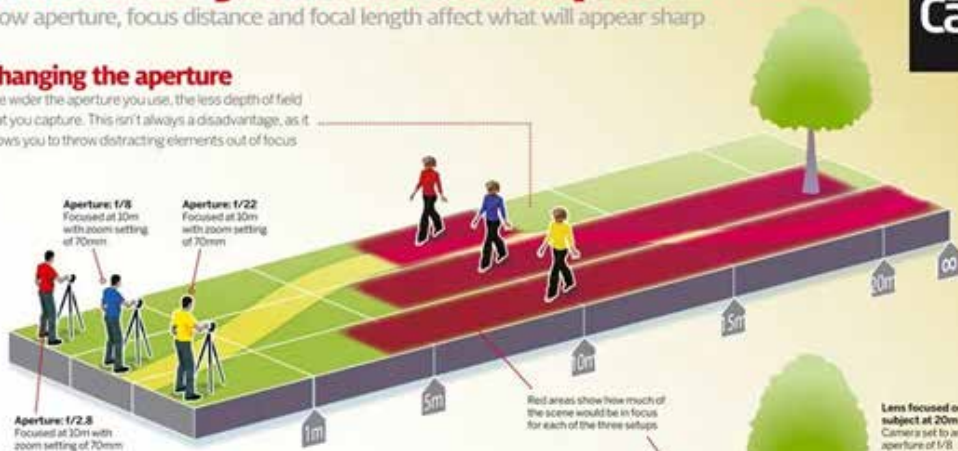 ow aperture, focus distance and focal length affect what will appear sharp
Ca
hanging the aperture
e wider the aperture you use, the less depth of field
at you capture. This isn't always a disadvantage, as it
ows you to throw distracting elements out of focus
Aperture: f/8
Focused at 10m
with zoom setting
of 70mm
Aperture: f/22
Focused at 10m
with zoom setting
of 70mm
Aperture: f/2.8
Focused at 10m with
zoom setting of 70mm
1m
5m
10m
15m
20m
∞
Red areas show how much of
the scene would be in focus
for each of the three setups
Lens focused o
subject at 20m
Camera set to a
aperture of f/8